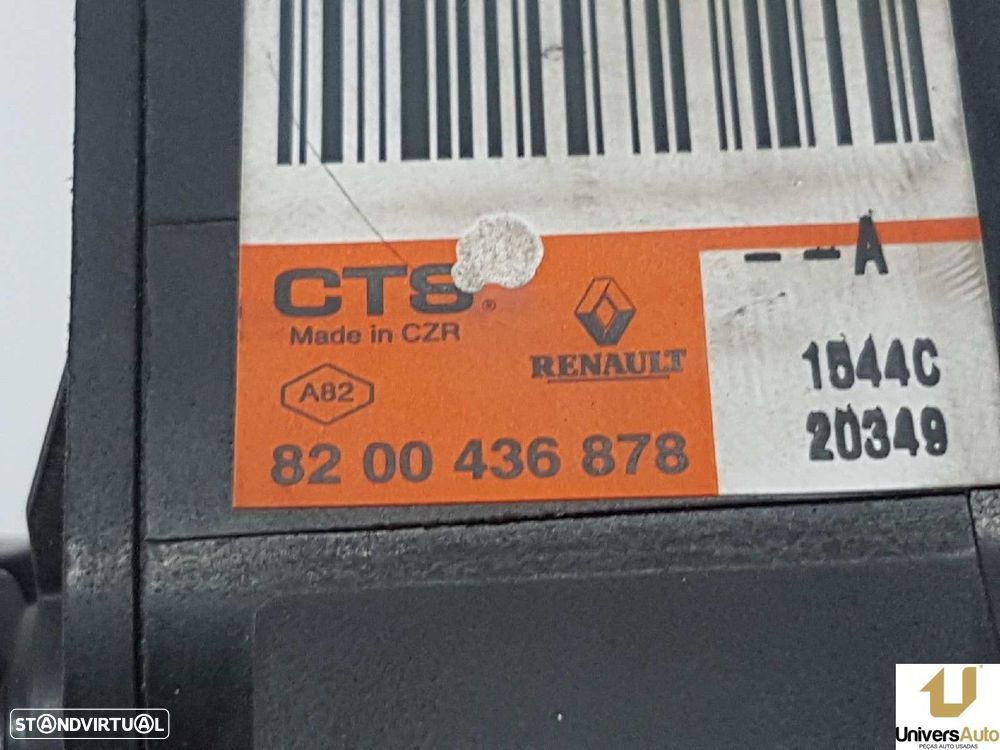 --A
CTS®
Made in CZR
RENAULT
A82
82 00 436 878
1544C
20349
STANDVIRTUAL
UniversAuto
PEÇAS AUTO USADAS